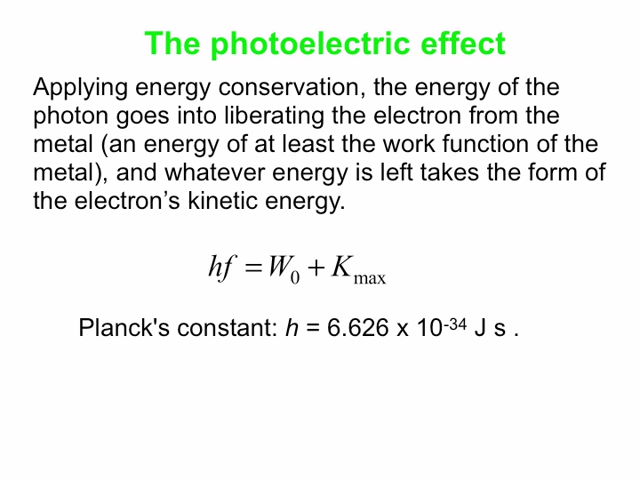 The photoelectric effect
Applying energy conservation, the energy of the
photon goes into liberating the electron from the
metal (an energy of at least the work function of the
metal), and whatever energy is left takes the form of
the electron’s kinetic energy.
hf = W₀ + Kₘₐₓ
Planck's constant: h = 6.626 x 10⁻³⁴ J s .